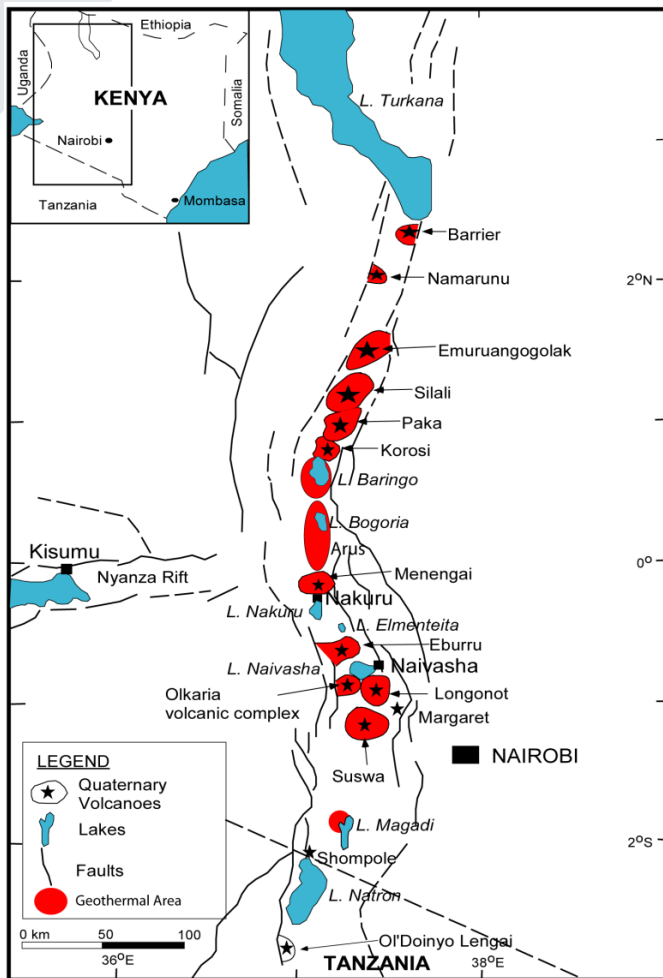 Ethiopia
Uganda
KENYA
Somalia
Nairobi
Mombasa
Tanzania
L. Turkana
Barrier
Namarunu
2ºN
Emuruangogolak
Silali
Paka
Korosi
L. Baringo
L. Bogoria
Arus
Kisumu
Nyanza Rift
0º
Menengai
Nakuru
L. Nakuru
L. Elmenteita
Eburru
L. Naivasha
Naivasha
Olkaria
volcanic complex
Longonot
Margaret
NAIROBI
Suswa
LEGEND
Quaternary
Volcanoes
Lakes
Faults
Geothermal Area
L. Magadi
2ºS
Shompole
L. Natron
0 km 50 100
Ol'Doinyo Lengai
36ºE
TANZANIA
38ºE